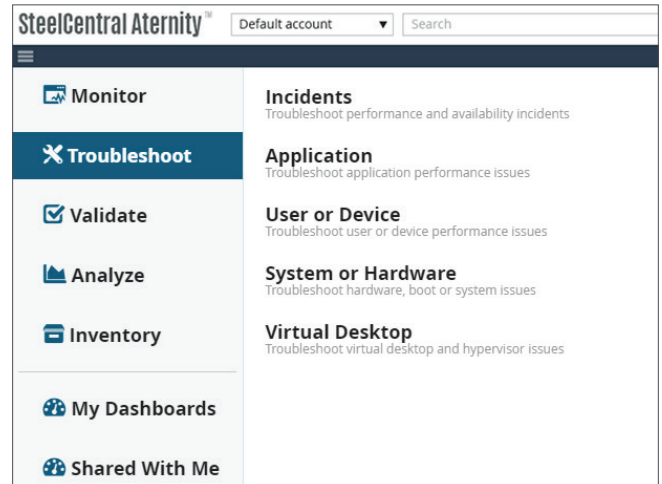 SteelCentral Aternity™
Default account
Search
Monitor
Troubleshoot
Validate
Analyze
Inventory
My Dashboards
Shared With Me
Incidents
Troubleshoot performance and availability incidents
Application
Troubleshoot application performance issues
User or Device
Troubleshoot user or device performance issues
System or Hardware
Troubleshoot hardware, boot or system issues
Virtual Desktop
Troubleshoot virtual desktop and hypervisor issues